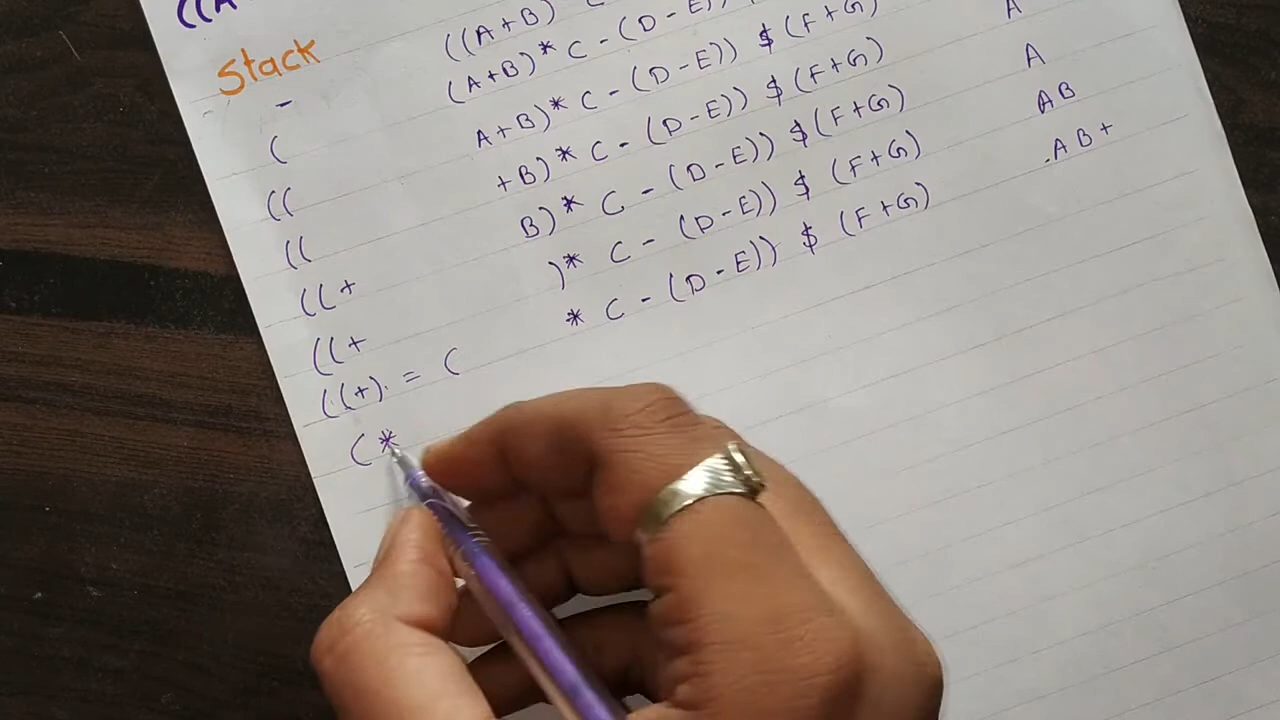 ((A
Stack ((A+B)
- (A+B)* C - (D-E))
( A+B)* C - (D-E)) $ (F+G) A
(( +B)* C - (D-E)) $ (F+G) A
(( B)* C - (D-E)) $ (F+G) AB
((+ )* C - (D-E)) $ (F+G) AB+
((+ * C - (D-E)) $ (F+G)
((+) = (
( *